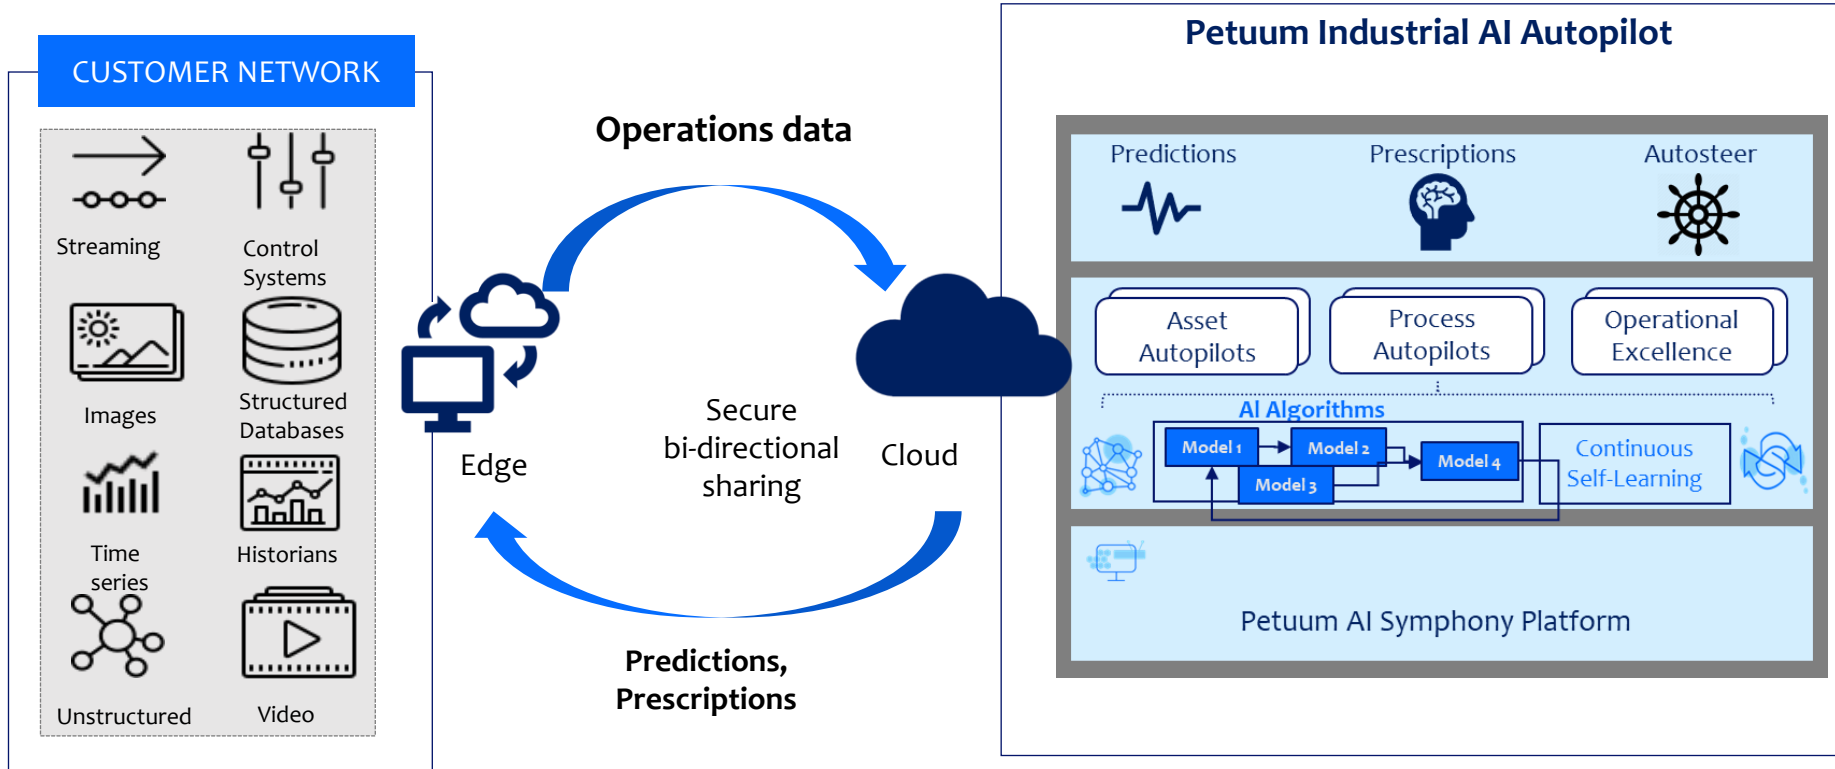 CUSTOMER NETWORK
Streaming
Control
Systems
Images
Structured
Databases
Time
series
Historians
Unstructured
Video
Operations data
Edge
Secure
bi-directional
sharing
Cloud
Predictions,
Prescriptions
Petuum Industrial AI Autopilot
Predictions
Prescriptions
Autosteer
Asset
Autopilots
Process
Autopilots
Operational
Excellence
AI Algorithms
Model 1
Model 2
Model 3
Model 4
Continuous
Self-Learning
Petuum AI Symphony Platform